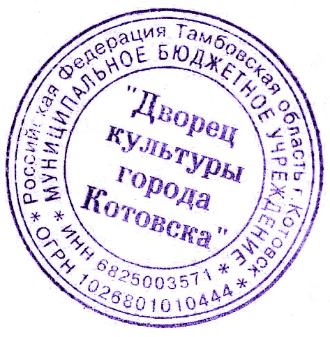 Российская Федерация Тамбовская область г. Котовск
* ОГРН 1026801010444 *
МУНИЦИПАЛЬНОЕ БЮДЖЕТНОЕ УЧРЕЖДЕНИЕ
* ИНН 6825003571 *
"Дворец
культуры
города
Котовска"